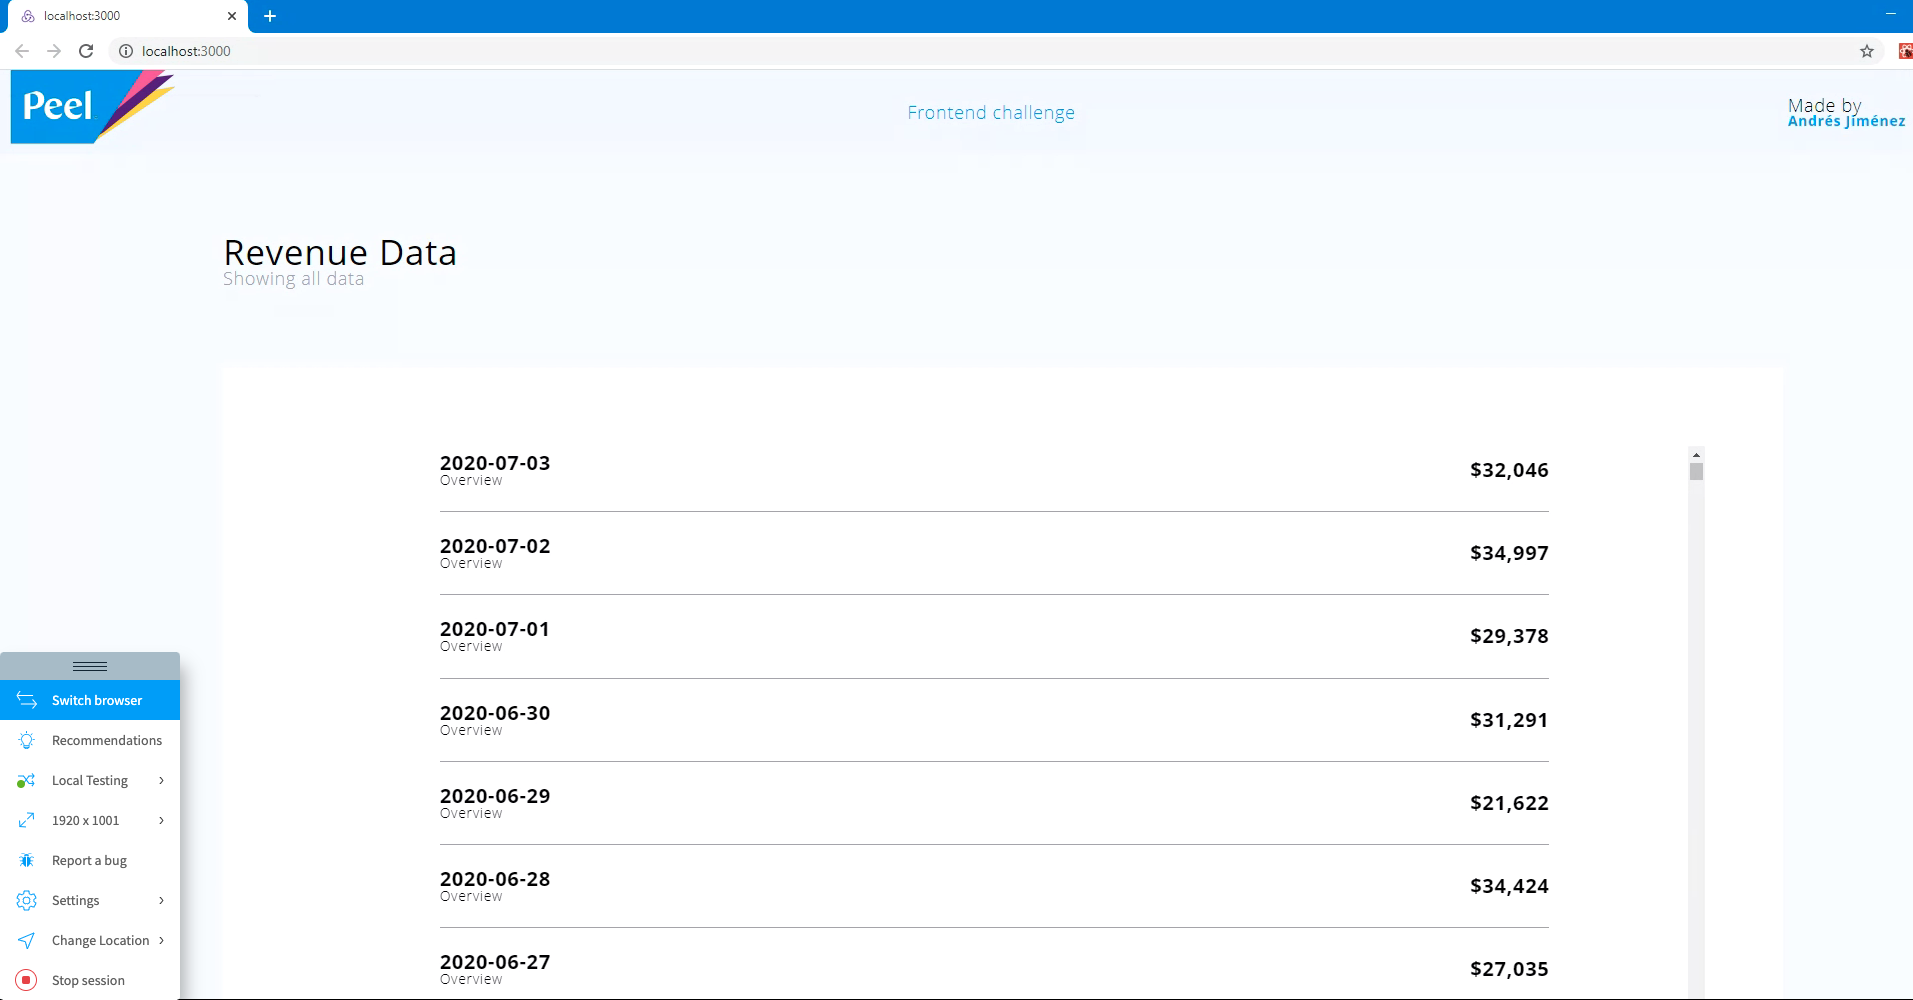 localhost:3000
localhost:3000
Peel
Frontend challenge
Made by
Andrés Jiménez
Revenue Data
Showing all data
2020-07-03
Overview
$32,046
2020-07-02
Overview
$34,997
2020-07-01
Overview
$29,378
2020-06-30
Overview
$31,291
2020-06-29
Overview
$21,622
2020-06-28
Overview
$34,424
2020-06-27
Overview
$27,035
Switch browser
Recommendations
Local Testing
1920 x 1001
Report a bug
Settings
Change Location
Stop session